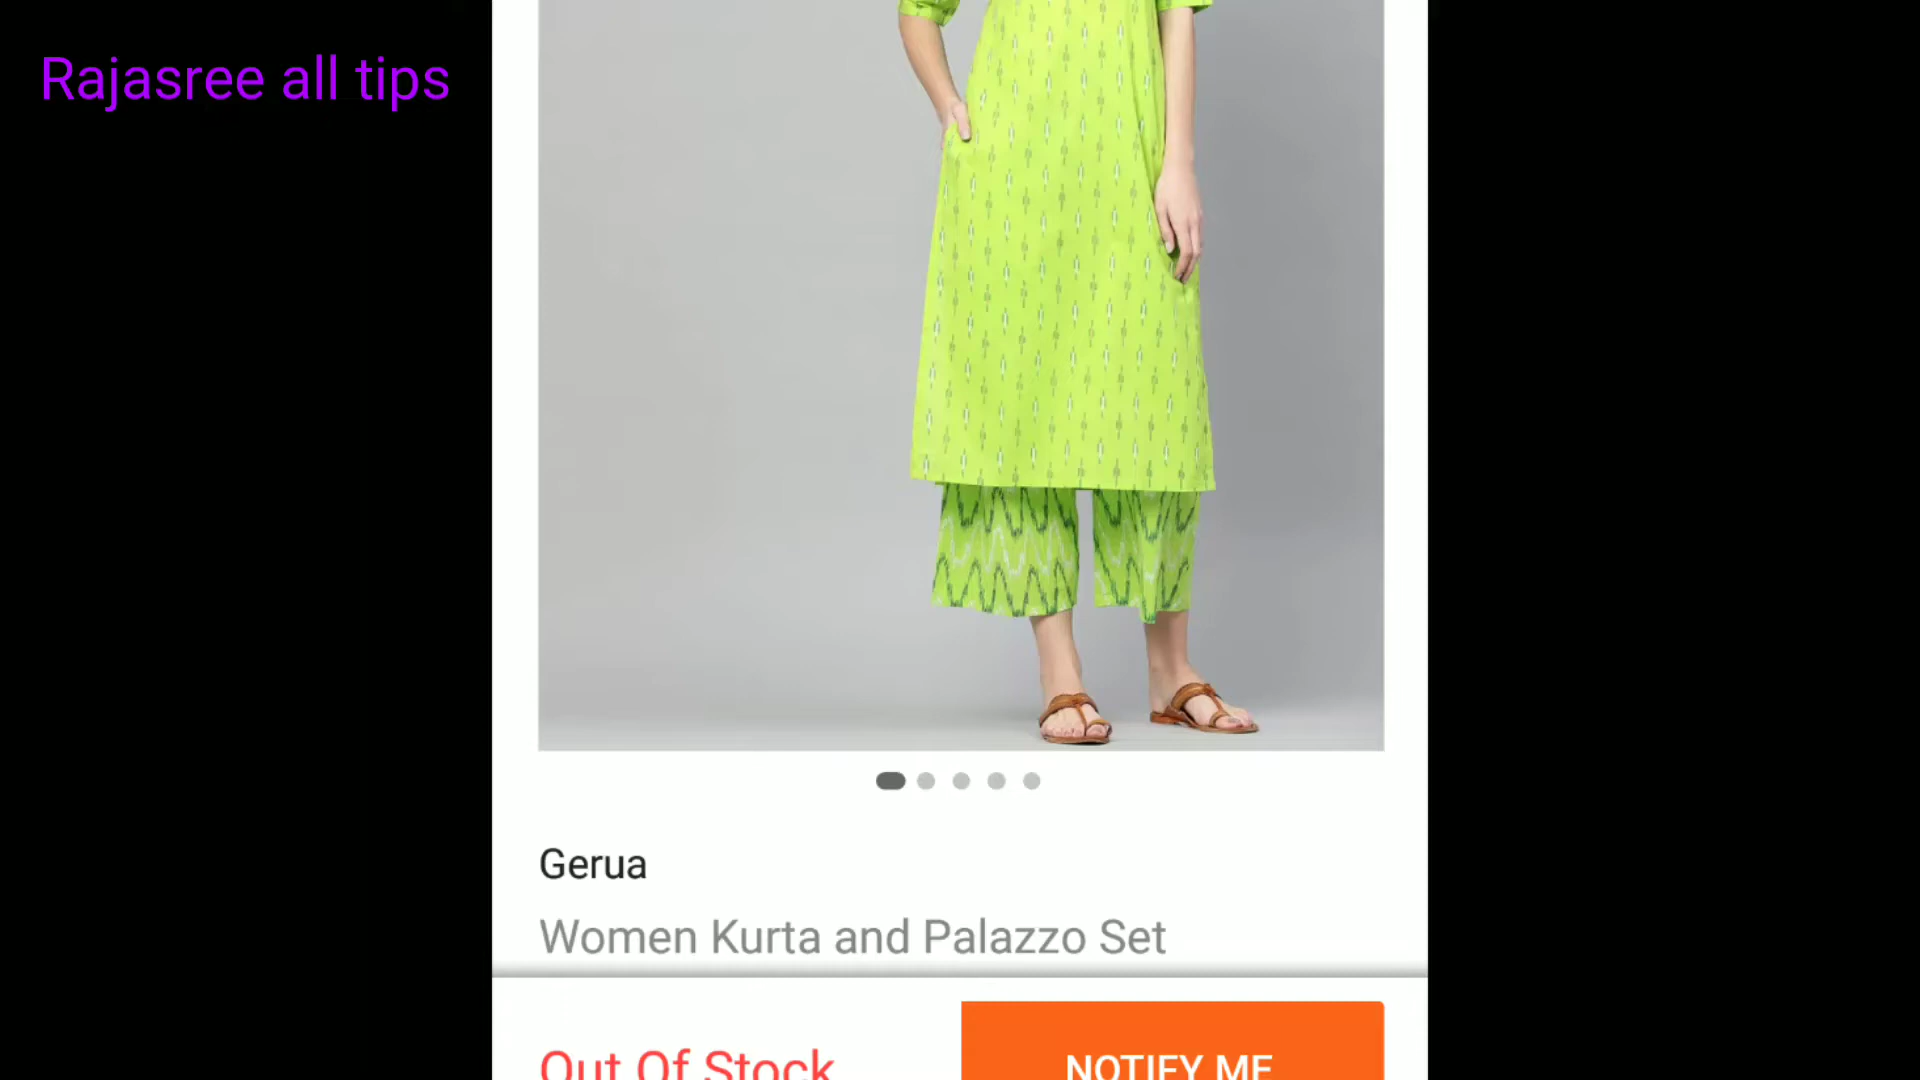 Rajasree all tips
Gerua
Women Kurta and Palazzo Set
Out Of Stock
NOTIFY ME